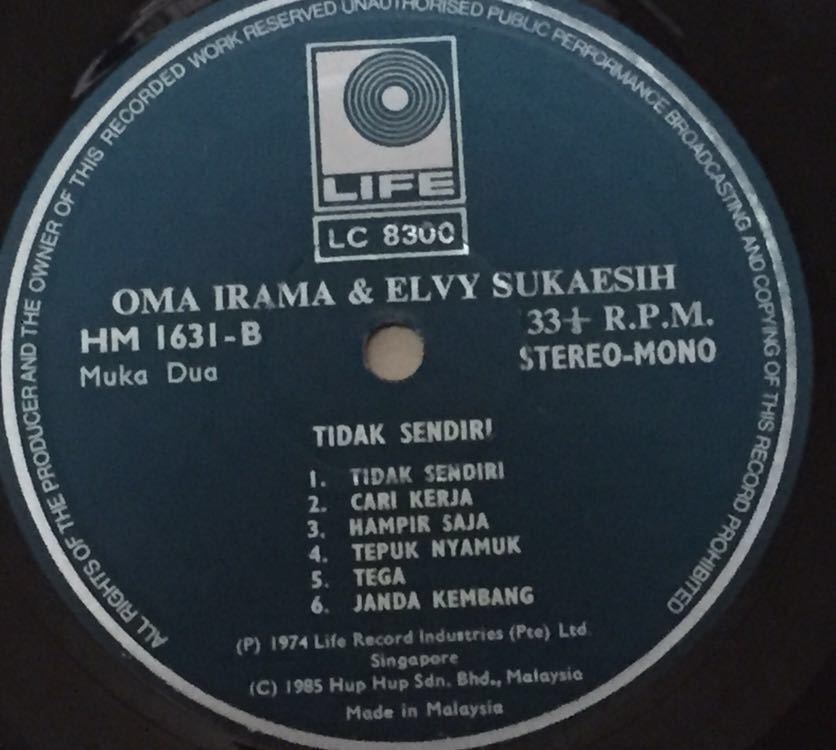 ALL RIGHTS OF THE PRODUCER AND THE OWNER OF THIS RECORDED WORK RESERVED UNAUTHORISED PUBLIC PERFORMANCE BROADCASTING AND COPYING OF THIS RECORD PROHIBITED
LIFE
LC 8300
OMA IRAMA & ELVY SUKAESIH
HM 1631-B
33⅓ R.P.M.
Muka Dua
STEREO-MONO
TIDAK SENDIRI
1. TIDAK SENDIRI
2. CARI KERJA
3. HAMPIR SAJA
4. TEPUK NYAMUK
5. TEGA
6. JANDA KEMBANG
(P) 1974 Life Record Industries (Pte) Ltd.
Singapore
(C) 1985 Hup Hup Sdn. Bhd., Malaysia
Made in Malaysia